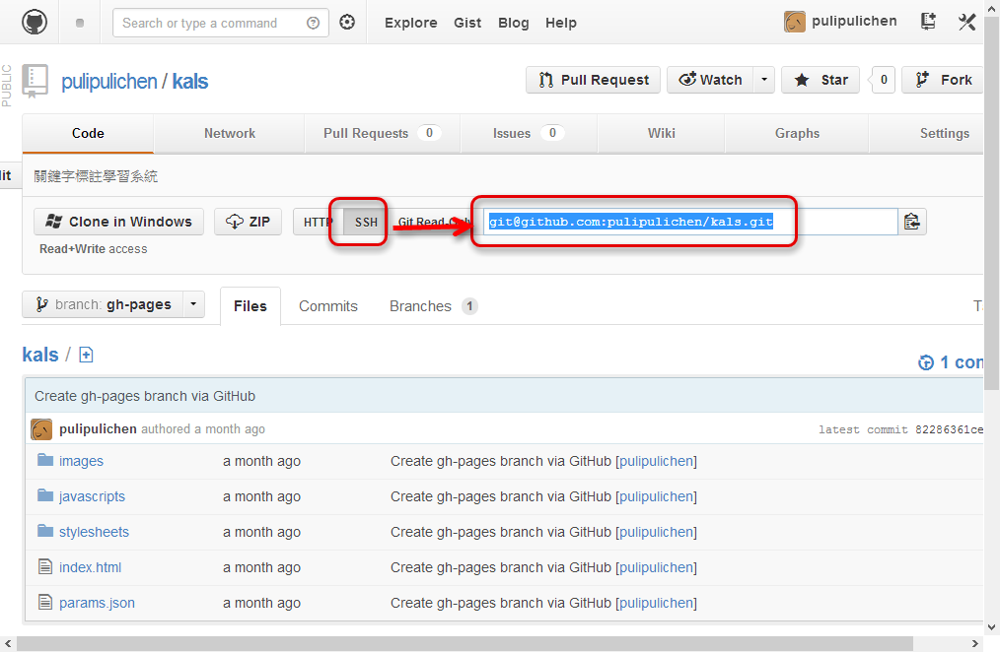 Search or type a command
Explore Gist Blog Help
pulipulichen
PUBLIC
pulipulichen / kals
Pull Request
Watch
Star
0
Fork
Code
Network
Pull Requests 0
Issues 0
Wiki
Graphs
Settings
關鍵字標註學習系統
Clone in Windows
ZIP
HTTP
SSH
Git Read-Only
git@github.com:pulipulichen/kals.git
Read+Write access
branch: gh-pages
Files
Commits
Branches 1
kals /
1 com
Create gh-pages branch via GitHub
pulipulichen authored a month ago
latest commit 82286361ce
images a month ago Create gh-pages branch via GitHub [pulipulichen]
javascripts a month ago Create gh-pages branch via GitHub [pulipulichen]
stylesheets a month ago Create gh-pages branch via GitHub [pulipulichen]
index.html a month ago Create gh-pages branch via GitHub [pulipulichen]
params.json a month ago Create gh-pages branch via GitHub [pulipulichen]